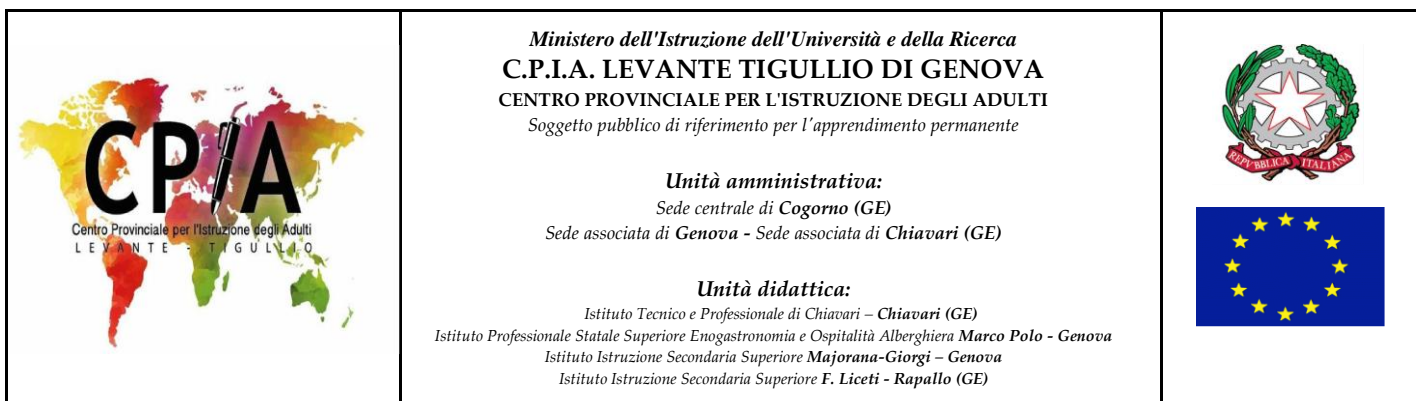 CPIA
Centro Provinciale per l'Istruzione degli Adulti
LEVANTE - TIGULLIO
Ministero dell'Istruzione dell'Università e della Ricerca
C.P.I.A. LEVANTE TIGULLIO DI GENOVA
CENTRO PROVINCIALE PER L'ISTRUZIONE DEGLI ADULTI
Soggetto pubblico di riferimento per l'apprendimento permanente
Unità amministrativa:
Sede centrale di Cogorno (GE)
Sede associata di Genova - Sede associata di Chiavari (GE)
Unità didattica:
Istituto Tecnico e Professionale di Chiavari – Chiavari (GE)
Istituto Professionale Statale Superiore Enogastronomia e Ospitalità Alberghiera Marco Polo - Genova
Istituto Istruzione Secondaria Superiore Majorana-Giorgi – Genova
Istituto Istruzione Secondaria Superiore F. Liceti - Rapallo (GE)
REPVBBLICA ITALIANA